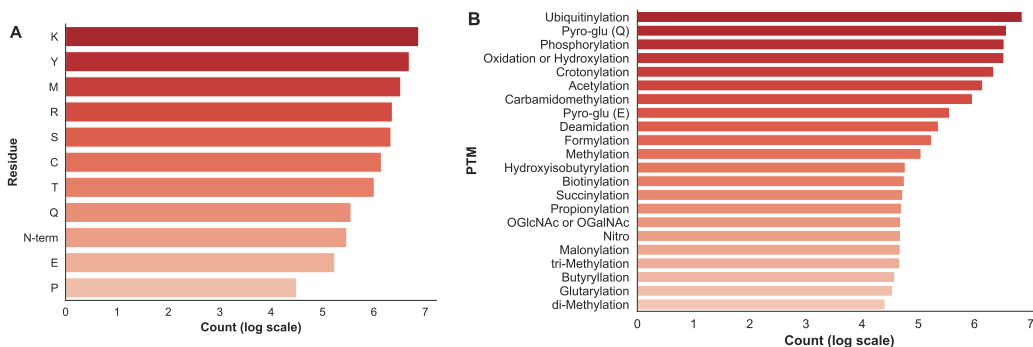 A
Residue
K
Y
M
R
S
C
T
Q
N-term
E
P
0 1 2 3 4 5 6 7
Count (log scale)
B
PTM
Ubiquitinylation
Pyro-glu (Q)
Phosphorylation
Oxidation or Hydroxylation
Crotonylation
Acetylation
Carbamidomethylation
Pyro-glu (E)
Deamidation
Formylation
Methylation
Hydroxyisobutyrylation
Biotinylation
Succinylation
Propionylation
OGlcNAc or OGalNAc
Nitro
Malonylation
tri-Methylation
Butyryllation
Glutarylation
di-Methylation
0 1 2 3 4 5 6 7
Count (log scale)